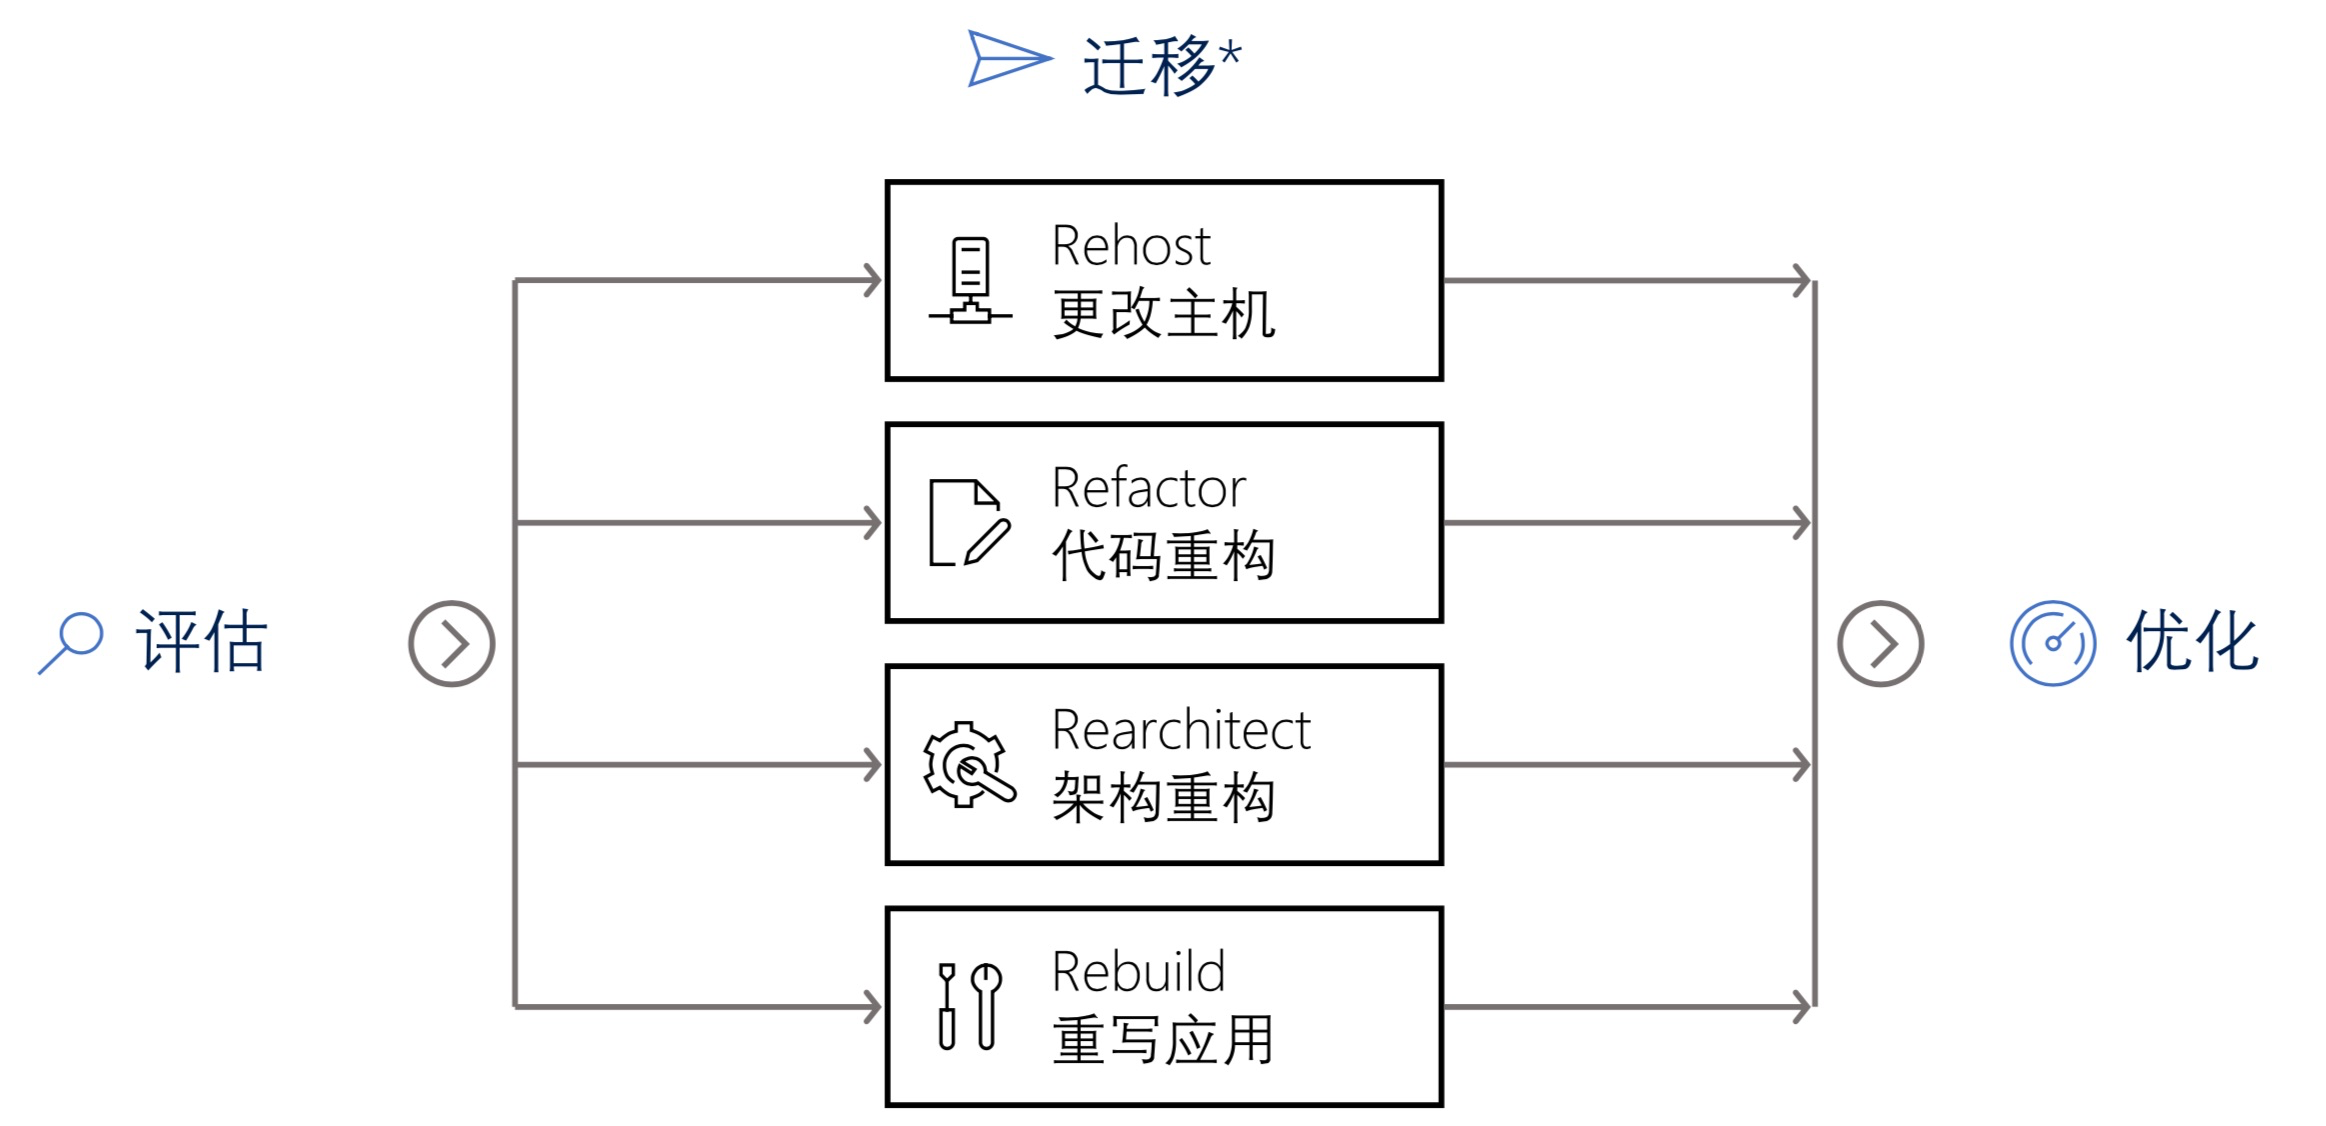 迁移*
Rehost
更改主机
Refactor
代码重构
评估
优化
Rearchitect
架构重构
Rebuild
重写应用